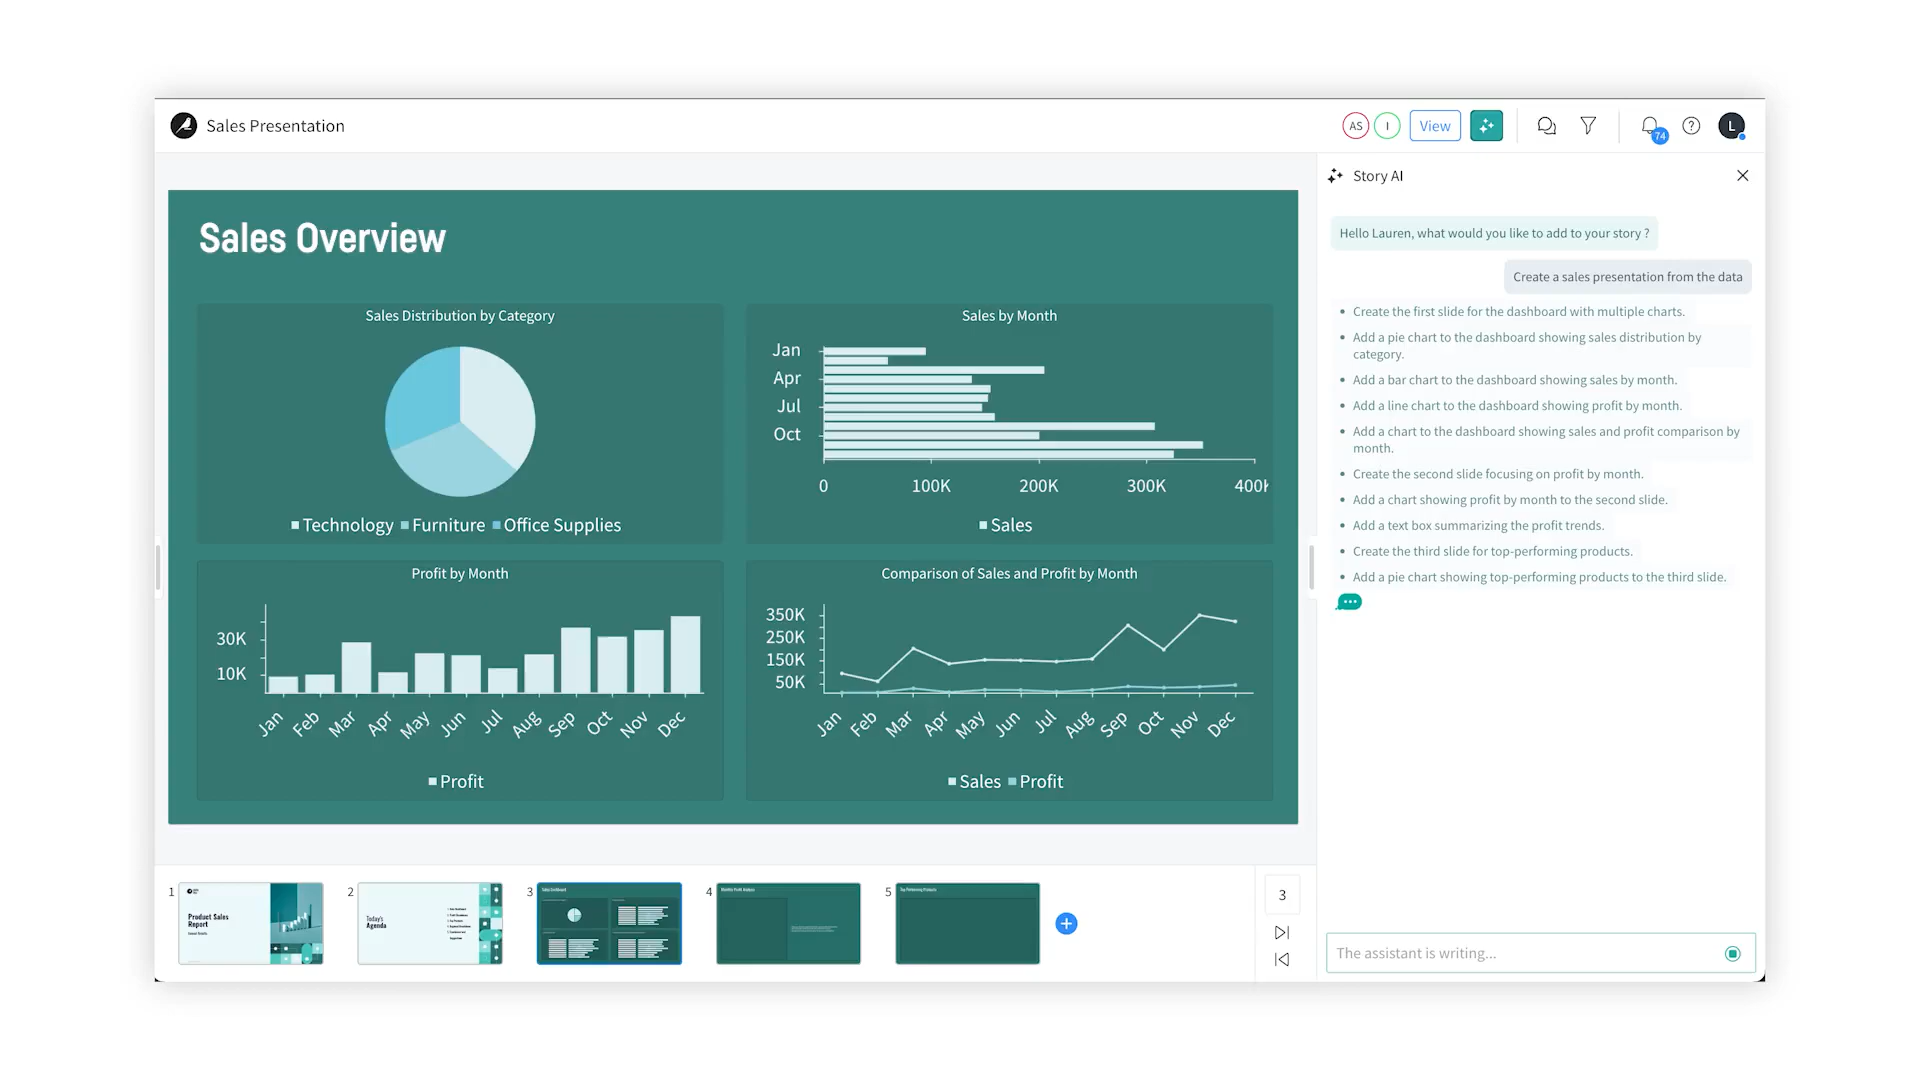 Sales Presentation
AS
I
View
74
L
Sales Overview
Sales Distribution by Category
Technology Furniture Office Supplies
Sales by Month
Jan
Apr
Jul
Oct
0 100K 200K 300K 400K
Sales
Profit by Month
30K
10K
Jan Feb Mar Apr May Jun Jul Aug Sep Oct Nov Dec
Profit
Comparison of Sales and Profit by Month
350K
250K
150K
50K
Jan Feb Mar Apr May Jun Jul Aug Sep Oct Nov Dec
Sales Profit
Story AI
Hello Lauren, what would you like to add to your story ?
Create a sales presentation from the data
Create the first slide for the dashboard with multiple charts.
Add a pie chart to the dashboard showing sales distribution by
category.
Add a bar chart to the dashboard showing sales by month.
Add a line chart to the dashboard showing profit by month.
Add a chart to the dashboard showing sales and profit comparison by
month.
Create the second slide focusing on profit by month.
Add a chart showing profit by month to the second slide.
Add a text box summarizing the profit trends.
Create the third slide for top-performing products.
Add a pie chart showing top-performing products to the third slide.
The assistant is writing...
1
Product Sales
Report
2
Today's
Agenda
3
Sales Dashboard
4
Monthly Profit Analysis
5
Top Performing Products
3